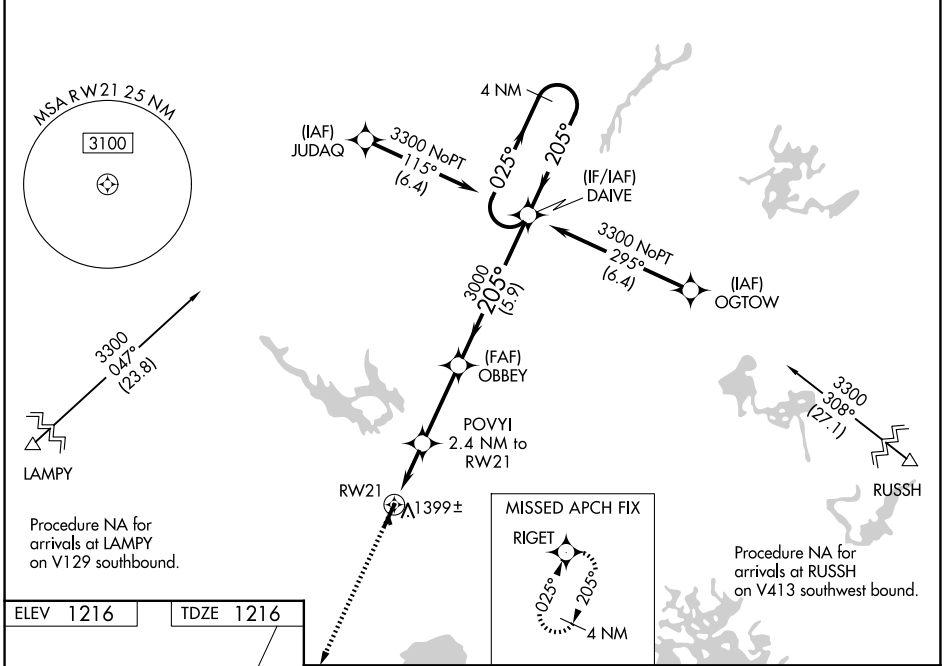 MSA RW21 25 NM
3100
(IAF)
JUDAQ
3300 NoPT
115°
(6.4)
4 NM
025°
205°
(IF/IAF)
DAIVE
3300 NoPT
295°
(6.4)
(IAF)
OGTOW
3000
205°
(5.9)
(FAF)
OBBEY
POVYI
2.4 NM to
RW21
RW21
1399±
3300
047°
(23.8)
LAMPY
Procedure NA for
arrivals at LAMPY
on V129 southbound.
3300
308°
(27.1)
RUSSH
Procedure NA for
arrivals at RUSSH
on V413 southwest bound.
MISSED APCH FIX
RIGET
025°
205°
4 NM
ELEV 1216
TDZE 1216